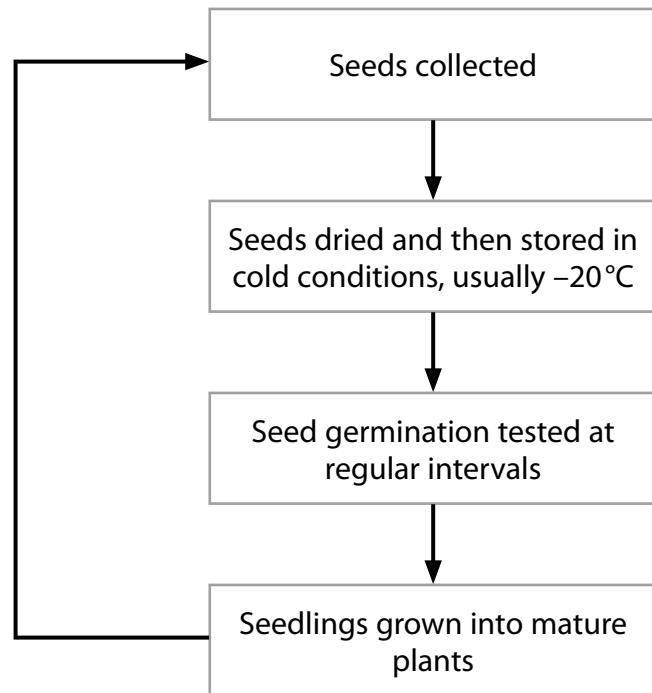 Seeds collected
Seeds dried and then stored in
cold conditions, usually –20 °C
Seed germination tested at
regular intervals
Seedlings grown into mature
plants